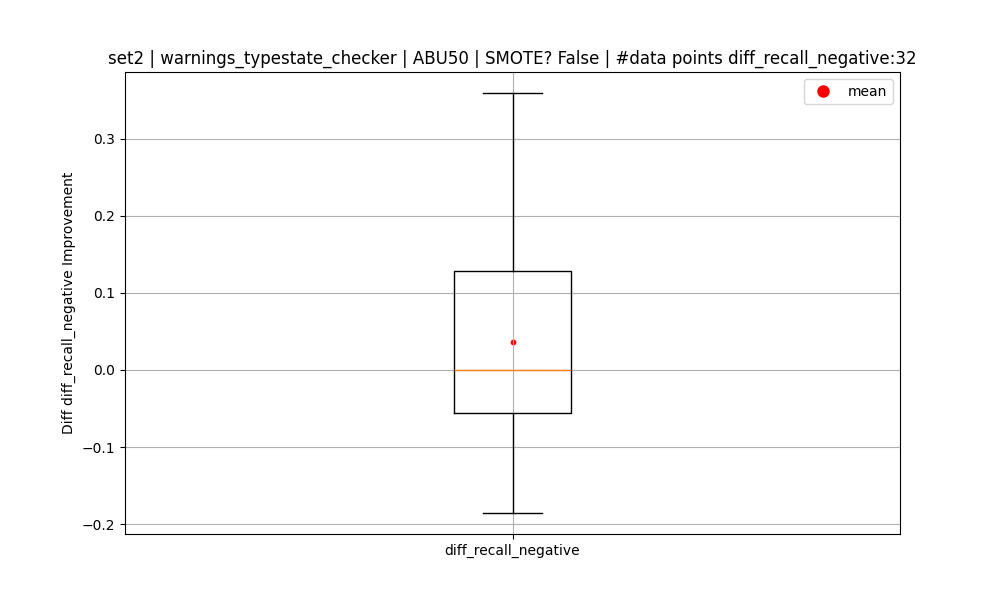 set2 | warnings_typestate_checker | ABU50 | SMOTE? False | #data points diff_recall_negative:32
mean
0.3
0.2
0.1
0.0
−0.1
−0.2
Diff diff_recall_negative Improvement
diff_recall_negative